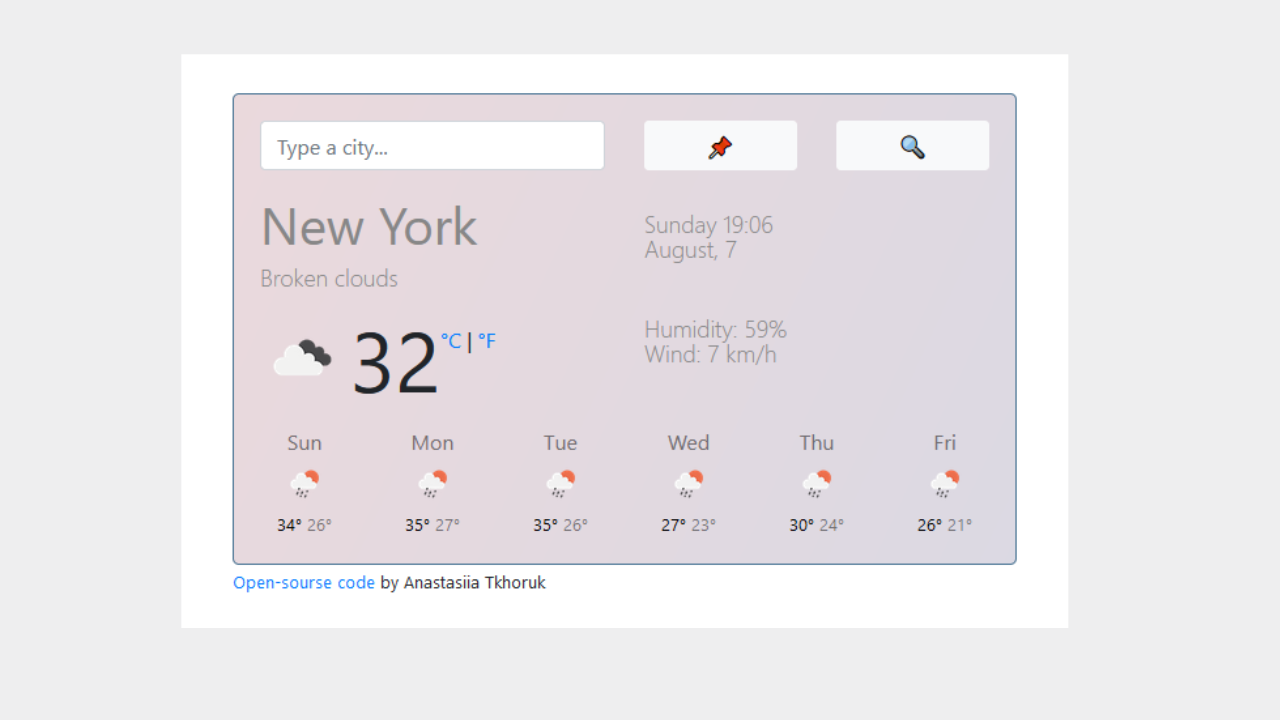 Type a city...
New York
Broken clouds
Sunday 19:06
August, 7
32 °C | °F
Humidity: 59%
Wind: 7 km/h
Sun Mon Tue Wed Thu Fri
34° 26° 35° 27° 35° 26° 27° 23° 30° 24° 26° 21°
Open-sourse code by Anastasiia Tkhoruk